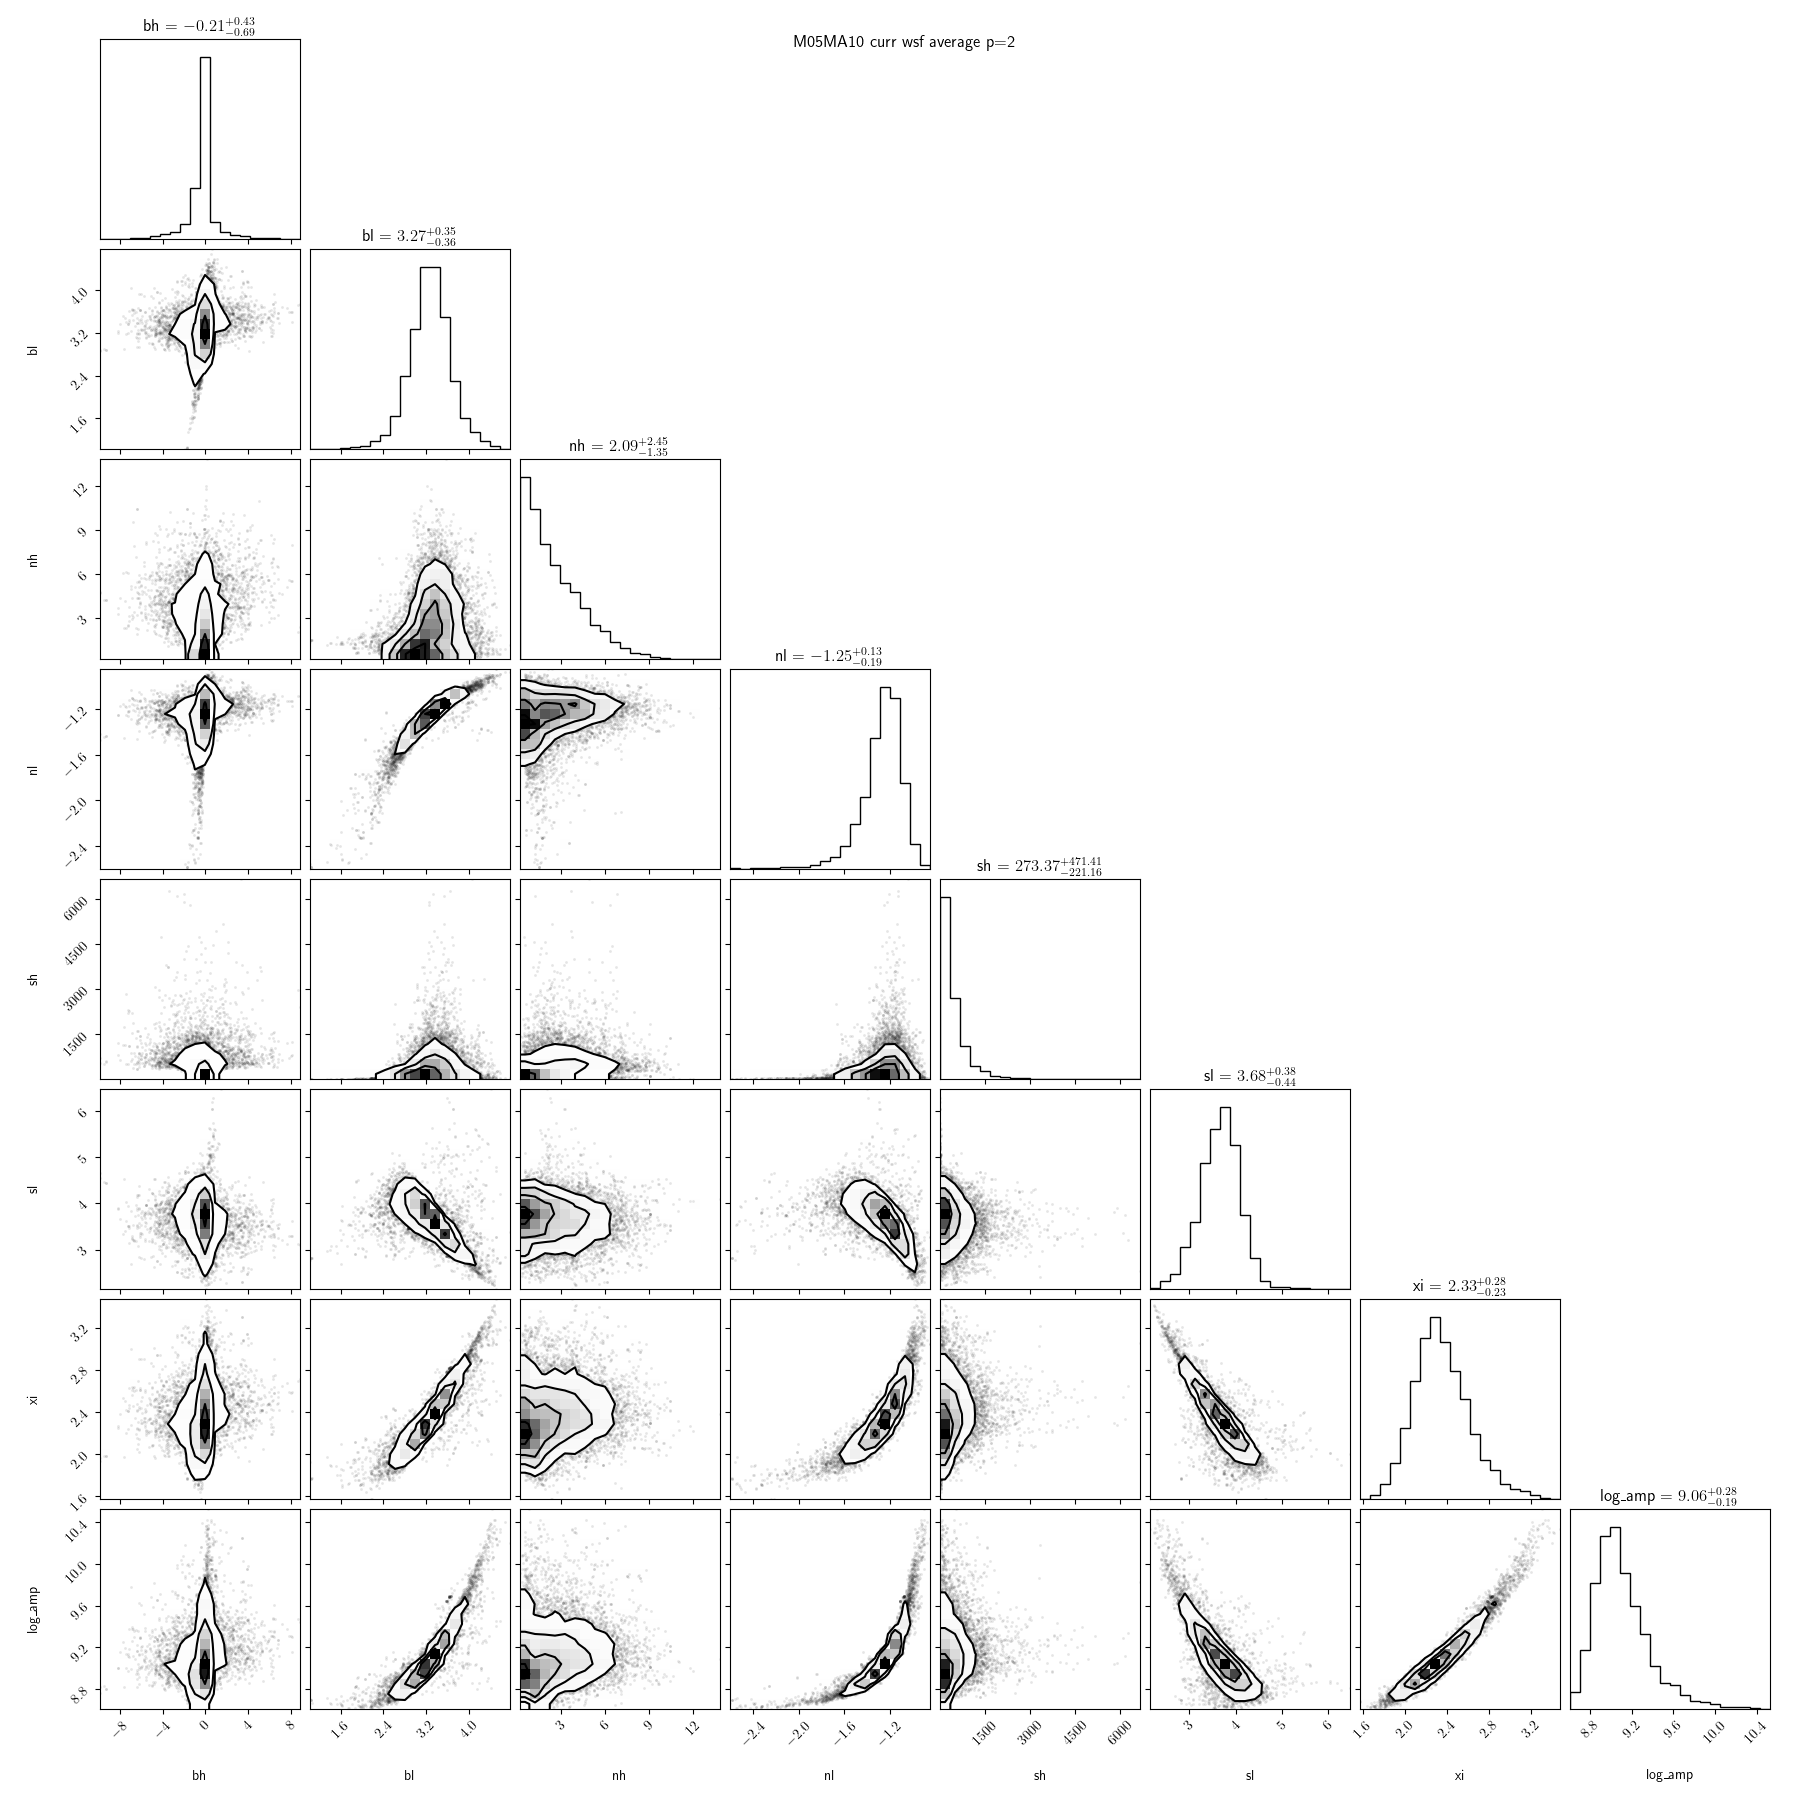 bh = −0.21+0.43−0.69
M05MA10 curr wsf average p=2
bl = 3.27+0.35−0.36
bl
4.0
3.2
2.4
1.6
nh = 2.09+2.45−1.35
nh
12
9
6
3
nl = −1.25+0.13−0.19
nl
−1.2
−1.6
−2.0
−2.4
sh = 273.37+471.41−221.16
sh
6000
4500
3000
1500
sl = 3.68+0.38−0.44
sl
6
5
4
3
xi = 2.33+0.28−0.23
xi
3.2
2.8
2.4
2.0
1.6
log_amp = 9.06+0.28−0.19
log_amp
10.4
10.0
9.6
9.2
8.8
−8 −4 0 4 8 1.6 2.4 3.2 4.0 3 6 9 12 −2.4 −2.0 −1.6 −1.2 1500 3000 4500 6000 3 4 5 6 1.6 2.0 2.4 2.8 3.2 8.8 9.2 9.6 10.0 10.4
bh bl nh nl sh sl xi log_amp